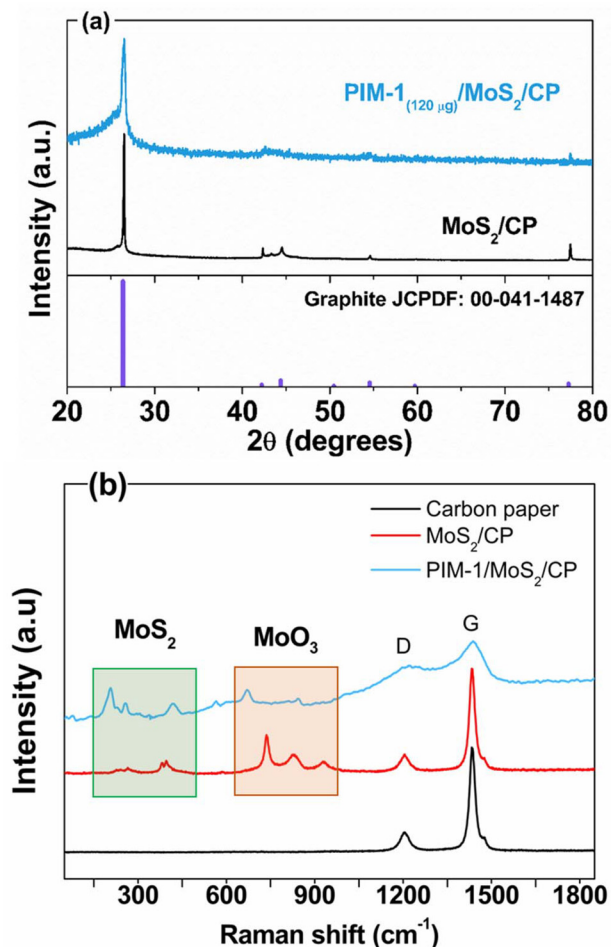 (a)
PIM-1(120 μg)/MoS2/CP
MoS2/CP
Intensity (a.u.)
Graphite JCPDF: 00-041-1487
20 30 40 50 60 70 80
2θ (degrees)
(b)
Carbon paper
MoS2/CP
PIM-1/MoS2/CP
MoS2
MoO3
D
G
Intensity (a.u)
300 600 900 1200 1500 1800
Raman shift (cm-1)